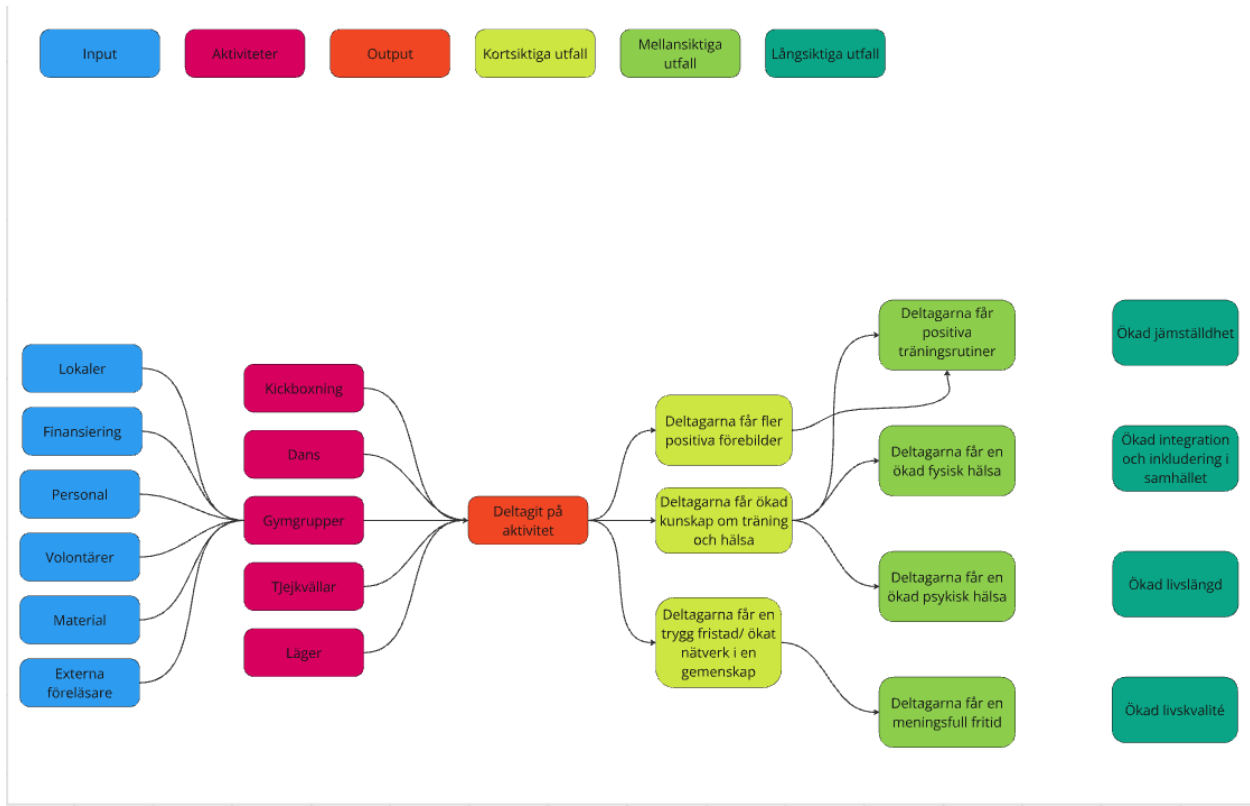 Input
Aktiviteter
Output
Kortsiktiga utfall
Mellansiktiga
utfall
Långsiktiga utfall
Lokaler
Finansiering
Personal
Volontärer
Material
Externa
föreläsare
Kickboxning
Dans
Gymgrupper
TJejkvällar
Läger
Deltagit på
aktivitet
Deltagarna får fler
positiva förebilder
Deltagarna får ökad
kunskap om träning
och hälsa
Deltagarna får en
trygg fristad/ ökat
nätverk i en
gemenskap
Deltagarna får
positiva
träningsrutiner
Deltagarna får en
ökad fysisk hälsa
Deltagarna får en
ökad psykisk hälsa
Deltagarna får en
meningsfull fritid
Ökad jämställdhet
Ökad integration
och inkludering i
samhället
Ökad livslängd
Ökad livskvalité